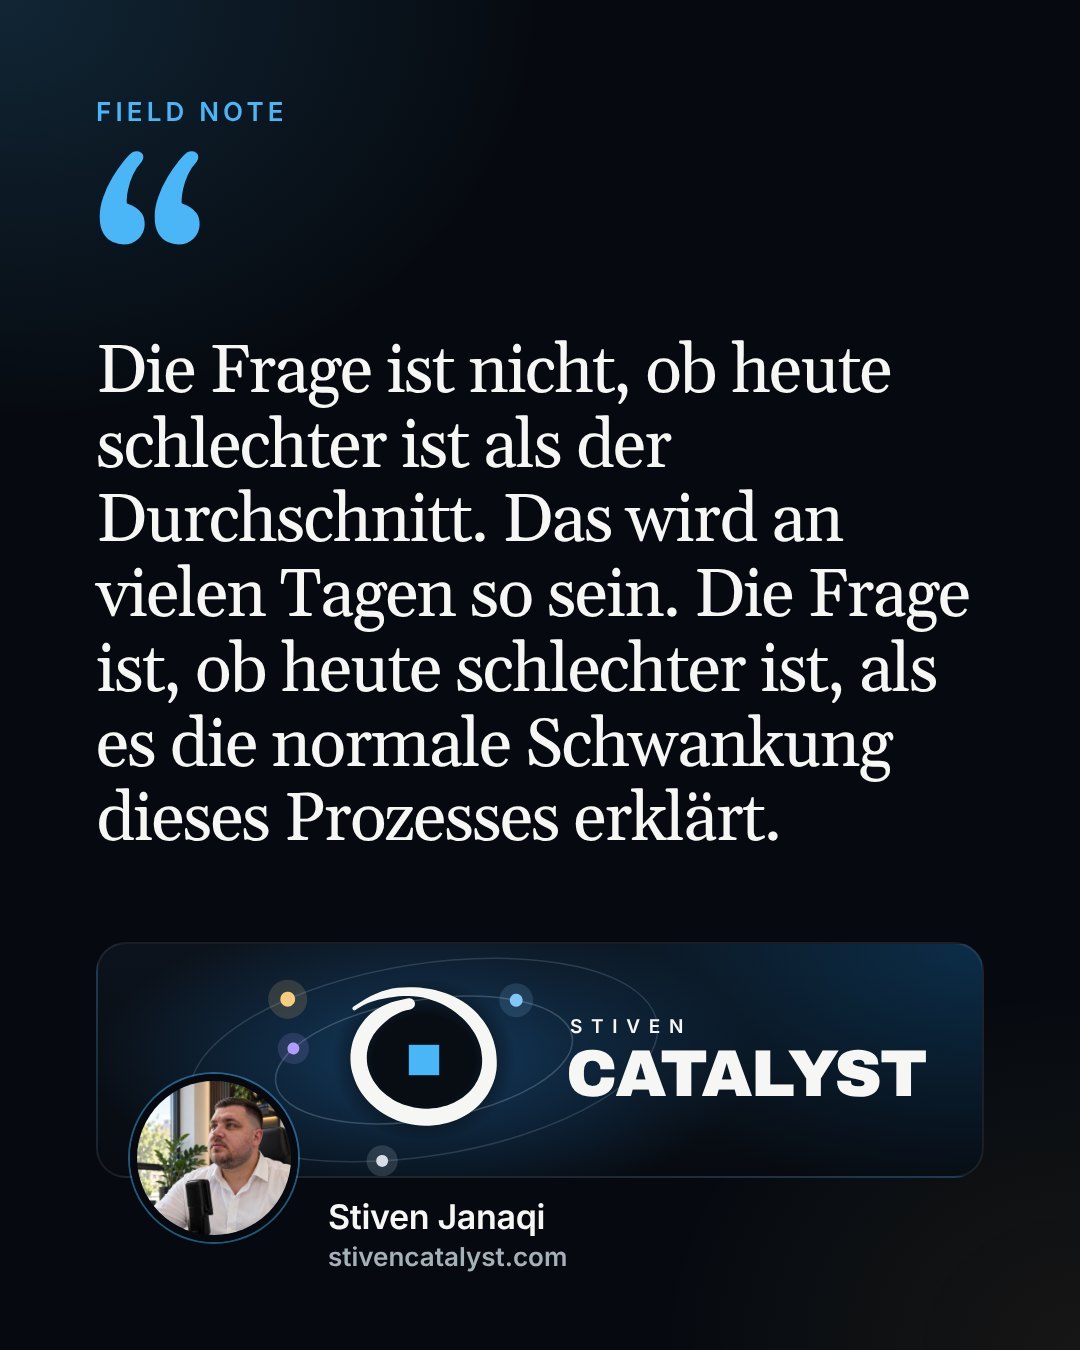 FIELD NOTE
“
Die Frage ist nicht, ob heute
schlechter ist als der
Durchschnitt. Das wird an
vielen Tagen so sein. Die Frage
ist, ob heute schlechter ist, als
es die normale Schwankung
dieses Prozesses erklärt.
STIVEN
CATALYST
Stiven Janaqi
stivencatalyst.com